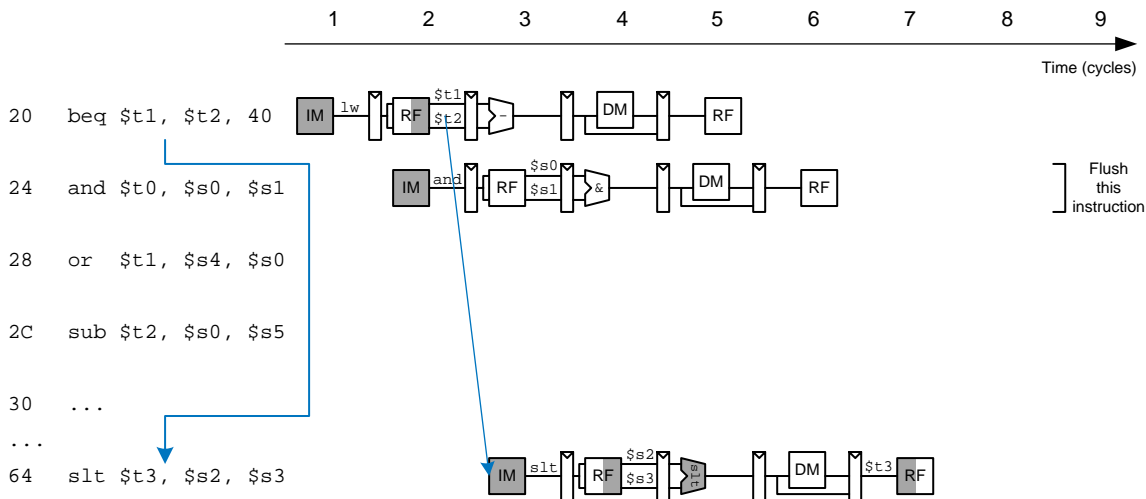 1 2 3 4 5 6 7 8 9
Time (cycles)
20 beq $t1, $t2, 40 IM lw RF $t1 $t2 - DM RF
24 and $t0, $s0, $s1 IM and RF $s0 $s1 & DM RF
Flush
this
instruction
28 or $t1, $s4, $s0
2C sub $t2, $s0, $s5
30 ...
...
64 slt $t3, $s2, $s3 IM slt RF $s2 $s3 slt DM $t3 RF